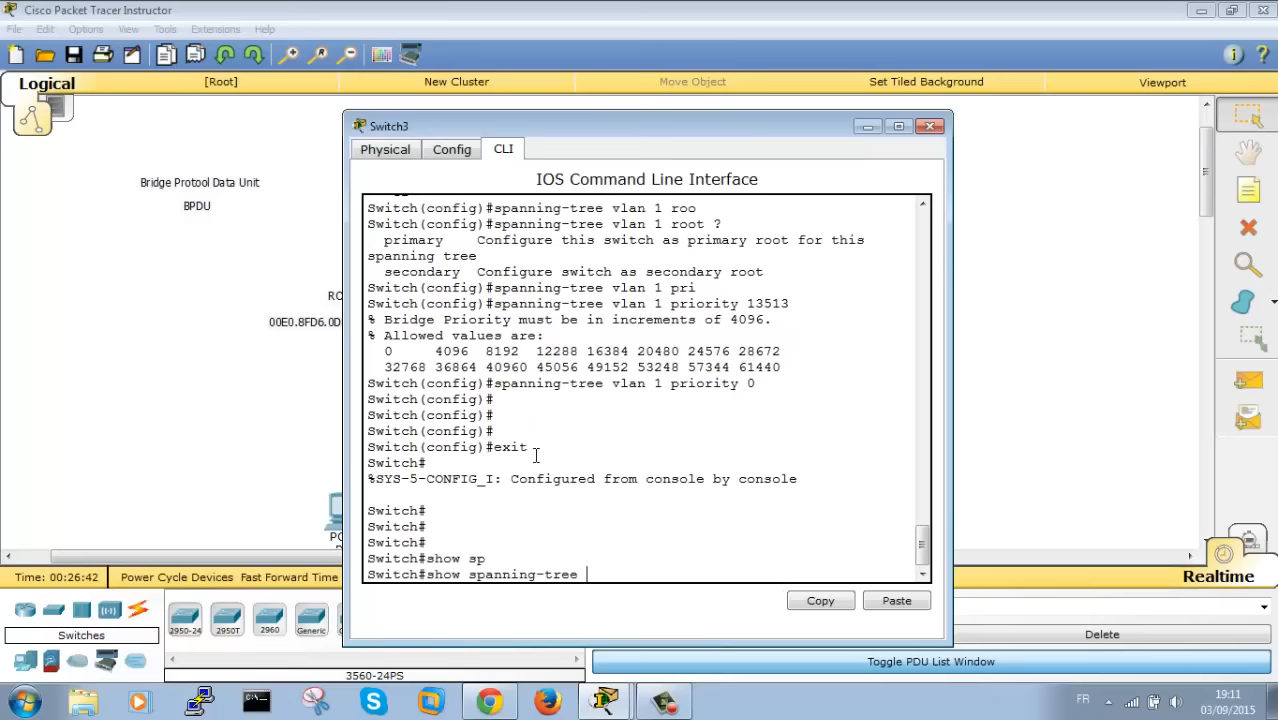 Cisco Packet Tracer Instructor
File Edit Options View Tools Extensions Help
Logical [Root] New Cluster Move Object Set Tiled Background Viewport
Bridge Protool Data Unit
BPDU
RO
00E0.8FD6.0
PC
Switch3
Physical Config CLI
IOS Command Line Interface
Switch(config)#spanning-tree vlan 1 roo
Switch(config)#spanning-tree vlan 1 root ?
primary Configure this switch as primary root for this
spanning tree
secondary Configure switch as secondary root
Switch(config)#spanning-tree vlan 1 pri
Switch(config)#spanning-tree vlan 1 priority 13513
% Bridge Priority must be in increments of 4096.
% Allowed values are:
0 4096 8192 12288 16384 20480 24576 28672
32768 36864 40960 45056 49152 53248 57344 61440
Switch(config)#spanning-tree vlan 1 priority 0
Switch(config)#
Switch(config)#
Switch(config)#
Switch(config)#exit
Switch#
%SYS-5-CONFIG_I: Configured from console by console
Switch#
Switch#
Switch#
Switch#show sp
Switch#show spanning-tree
Copy Paste
Time: 00:26:42 Power Cycle Devices Fast Forward Time
Realtime
2950-24 2950T 2960 Generic
Switches
Delete
3560-24PS
Toggle PDU List Window
FR
19:11
03/09/2015